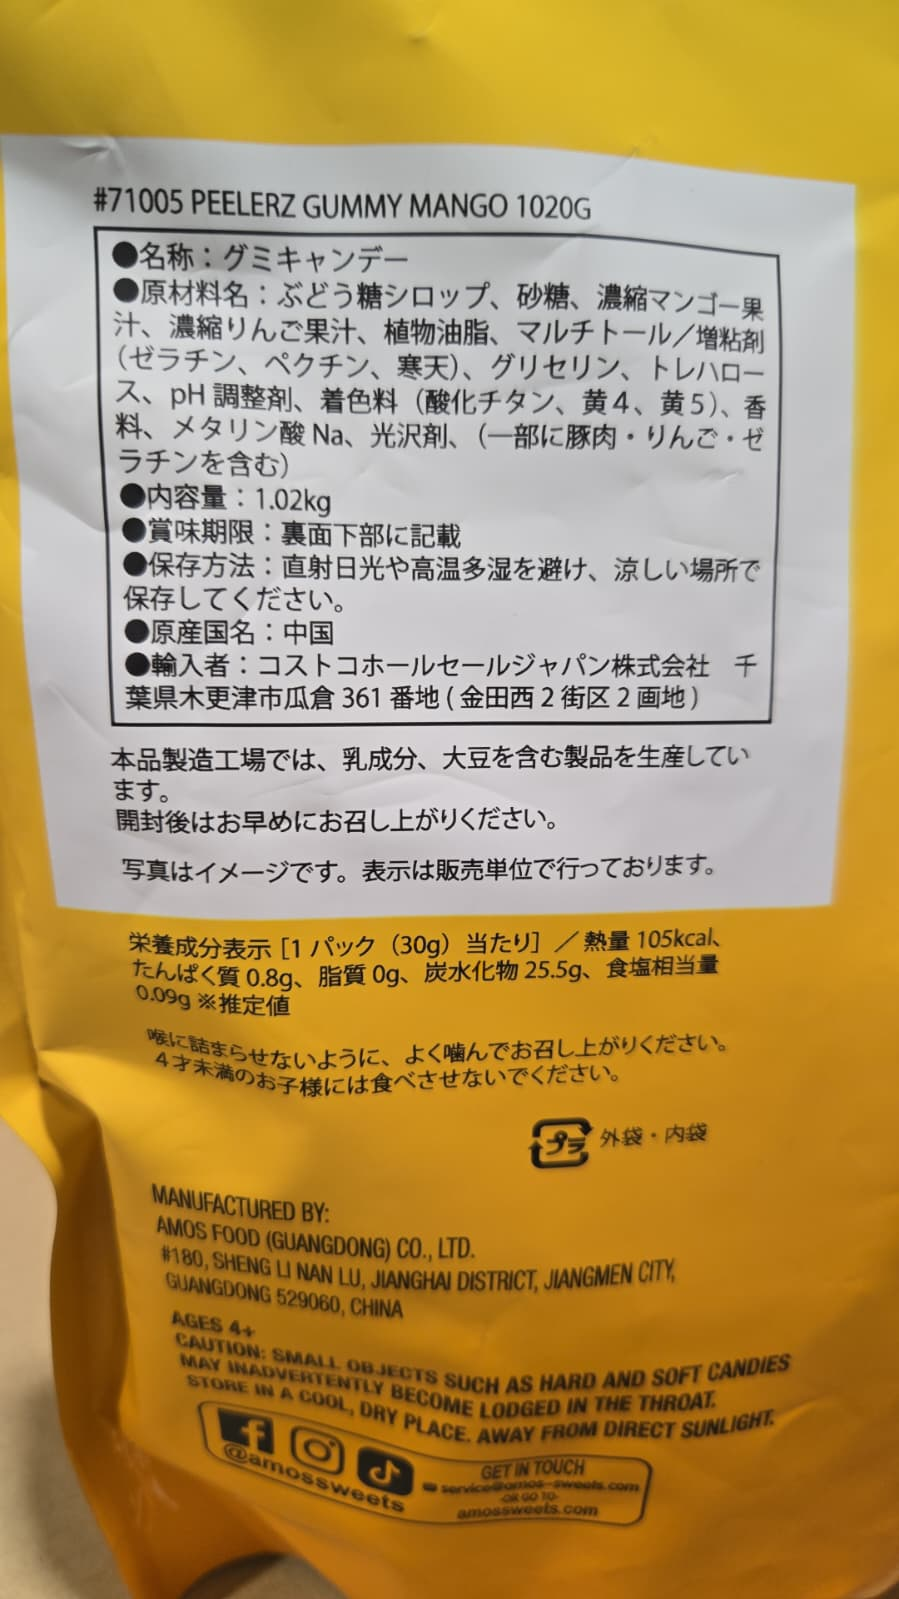 #71005 PEELERZ GUMMY MANGO 1020G
●名称：グミキャンデー
●原材料名：ぶどう糖シロップ、砂糖、濃縮マンゴー果
汁、濃縮りんご果汁、植物油脂、マルチトール／増粘剤
（ゼラチン、ペクチン、寒天）、グリセリン、トレハロー
ス、pH 調整剤、着色料（酸化チタン、黄４、黄５）、香
料、メタリン酸 Na、光沢剤、（一部に豚肉・りんご・ゼ
ラチンを含む）
●内容量：1.02kg
●賞味期限：裏面下部に記載
●保存方法：直射日光や高温多湿を避け、涼しい場所で
保存してください。
●原産国名：中国
●輸入者：コストコホールセールジャパン株式会社　千
葉県木更津市瓜倉 361 番地 ( 金田西 2 街区 2 画地 )
本品製造工場では、乳成分、大豆を含む製品を生産してい
ます。
開封後はお早めにお召し上がりください。
写真はイメージです。表示は販売単位で行っております。
栄養成分表示［1 パック（30g）当たり］／熱量 105kcal、
たんぱく質 0.8g、脂質 0g、炭水化物 25.5g、食塩相当量
0.09g ※推定値
喉に詰まらせないように、よく噛んでお召し上がりください。
４才未満のお子様には食べさせないでください。
プラ 外袋・内袋
MANUFACTURED BY:
AMOS FOOD (GUANGDONG) CO., LTD.
#180, SHENG LI NAN LU, JIANGHAI DISTRICT, JIANGMEN CITY,
GUANGDONG 529060, CHINA
AGES 4+
CAUTION: SMALL OBJECTS SUCH AS HARD AND SOFT CANDIES
MAY INADVERTENTLY BECOME LODGED IN THE THROAT.
STORE IN A COOL, DRY PLACE. AWAY FROM DIRECT SUNLIGHT.
@amossweets
GET IN TOUCH
service@amos-sweets.com
-OR GO TO-
amossweets.com